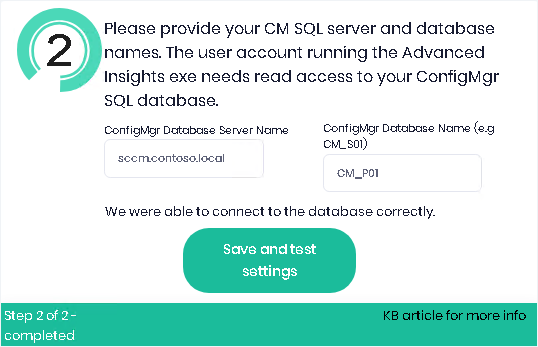 2
Please provide your CM SQL server and database
names. The user account running the Advanced
Insights exe needs read access to your ConfigMgr
SQL database.
ConfigMgr Database Server Name
sccm.contoso.local
ConfigMgr Database Name (e.g
CM_S01)
CM_P01
We were able to connect to the database correctly.
Save and test
settings
Step 2 of 2 -
completed
KB article for more info